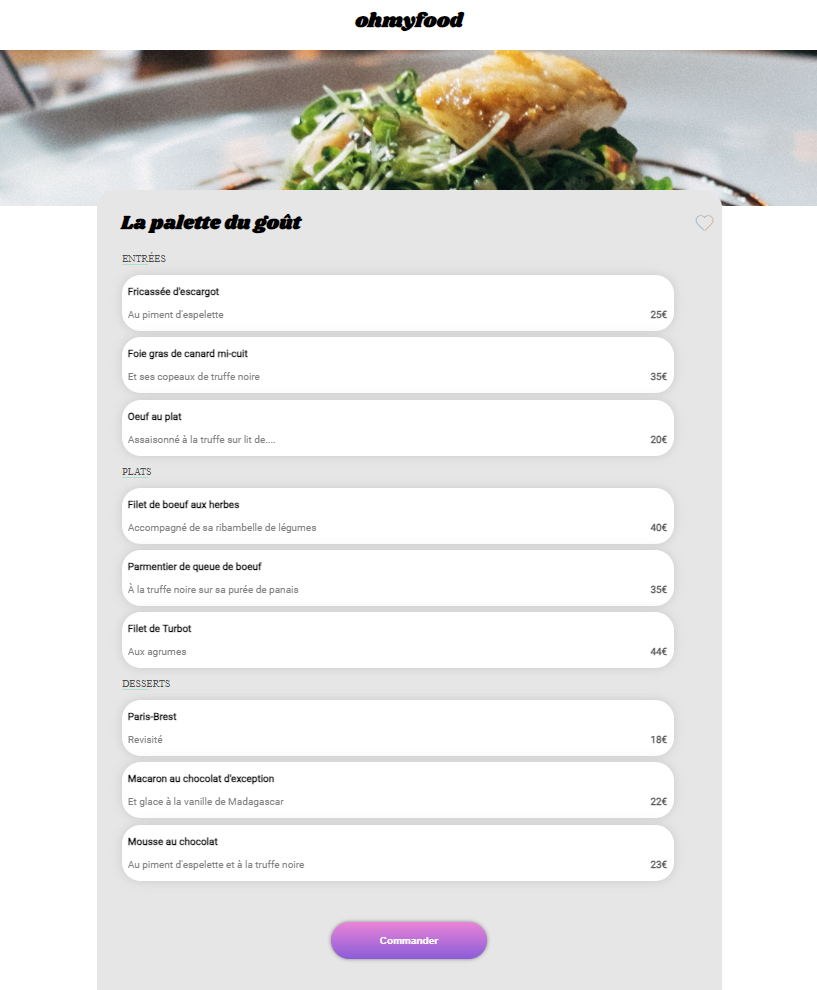 ohmyfood
La palette du goût
ENTRÉES
Fricassée d'escargot
Au piment d'espelette 25€
Foie gras de canard mi-cuit
Et ses copeaux de truffe noire 35€
Oeuf au plat
Assaisonné à la truffe sur lit de.... 20€
PLATS
Filet de boeuf aux herbes
Accompagné de sa ribambelle de légumes 40€
Parmentier de queue de boeuf
À la truffe noire sur sa purée de panais 35€
Filet de Turbot
Aux agrumes 44€
DESSERTS
Paris-Brest
Revisité 18€
Macaron au chocolat d'exception
Et glace à la vanille de Madagascar 22€
Mousse au chocolat
Au piment d'espelette et à la truffe noire 23€
Commander